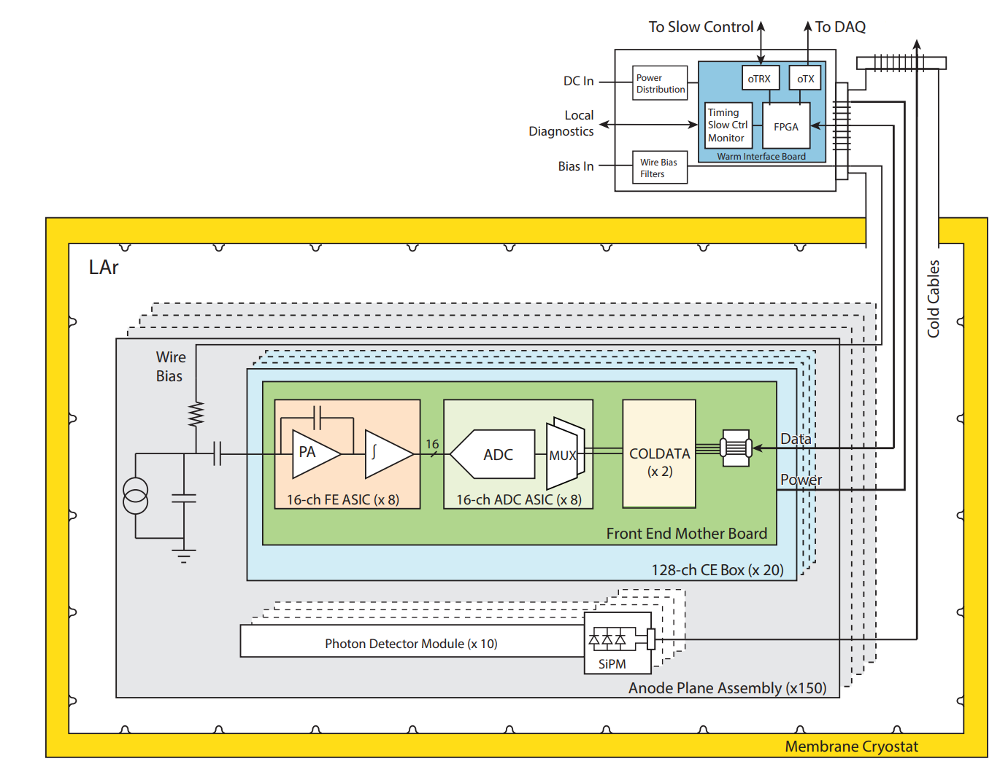 To Slow Control
To DAQ
DC In
Power
Distribution
oTRX
oTX
Local
Diagnostics
Timing
Slow Ctrl
Monitor
FPGA
Warm Interface Board
Bias In
Wire Bias
Filters
LAr
Cold Cables
Wire
Bias
PA
∫
16
ADC
MUX
COLDATA
(x 2)
Data
Power
16-ch FE ASIC (x 8)
16-ch ADC ASIC (x 8)
Front End Mother Board
128-ch CE Box (x 20)
Photon Detector Module (x 10)
SiPM
Anode Plane Assembly (x150)
Membrane Cryostat